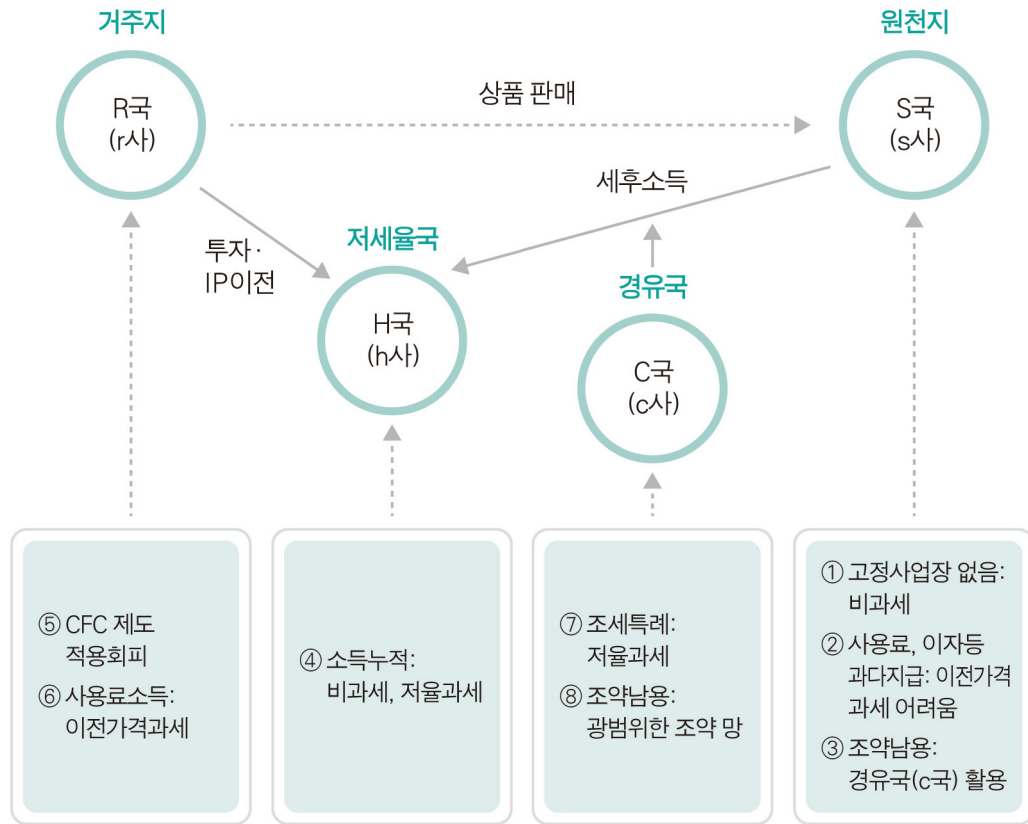 거주지
원천지
R국
(r사)
상품 판매
S국
(s사)
세후소득
저세율국
투자·
IP이전
경유국
H국
(h사)
C국
(c사)
⑤ CFC 제도
적용회피
⑥ 사용료소득:
이전가격과세
④ 소득누적:
비과세, 저율과세
⑦ 조세특례:
저율과세
⑧ 조약남용:
광범위한 조약 망
① 고정사업장 없음:
비과세
② 사용료, 이자등
과다지급: 이전가격
과세 어려움
③ 조약남용:
경유국(c국) 활용